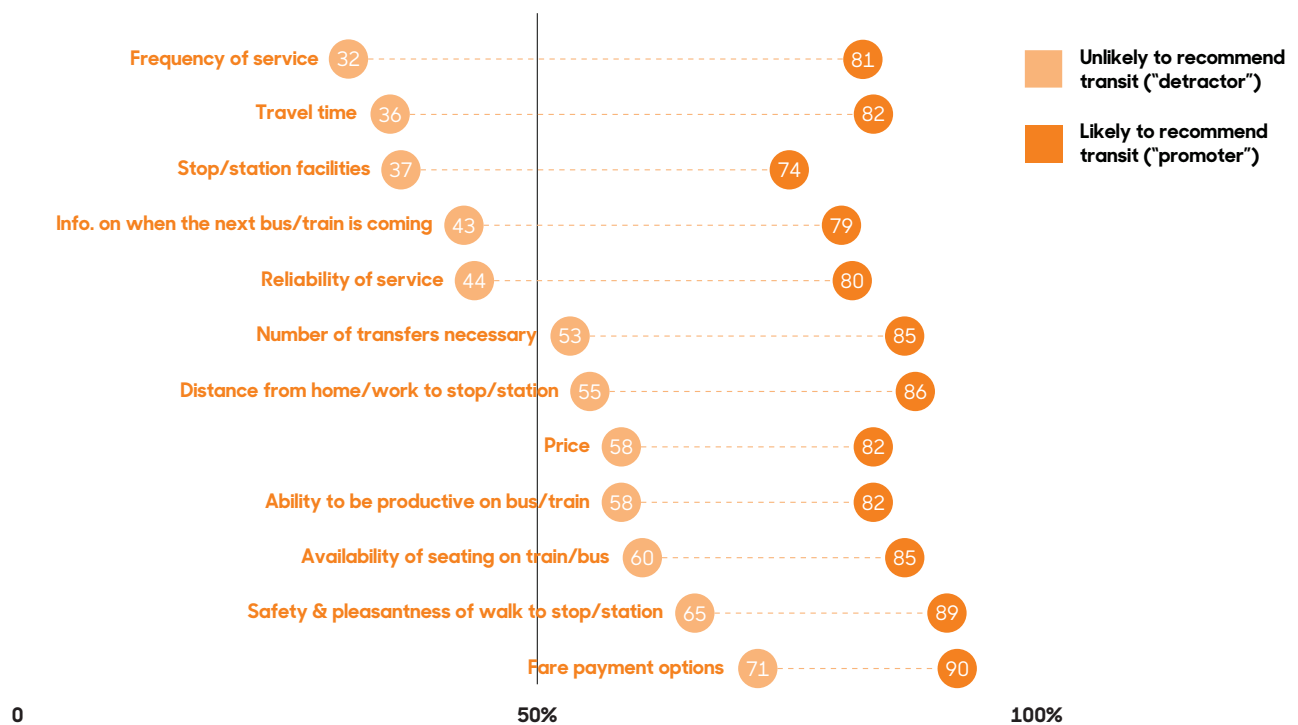 Frequency of service 32 81
Travel time 36 82
Stop/station facilities 37 74
Info. on when the next bus/train is coming 43 79
Reliability of service 44 80
Number of transfers necessary 53 85
Distance from home/work to stop/station 55 86
Price 58 82
Ability to be productive on bus/train 58 82
Availability of seating on train/bus 60 85
Safety & pleasantness of walk to stop/station 65 89
Fare payment options 71 90
0 50% 100%
Unlikely to recommend
transit (“detractor”)
Likely to recommend
transit (“promoter”)